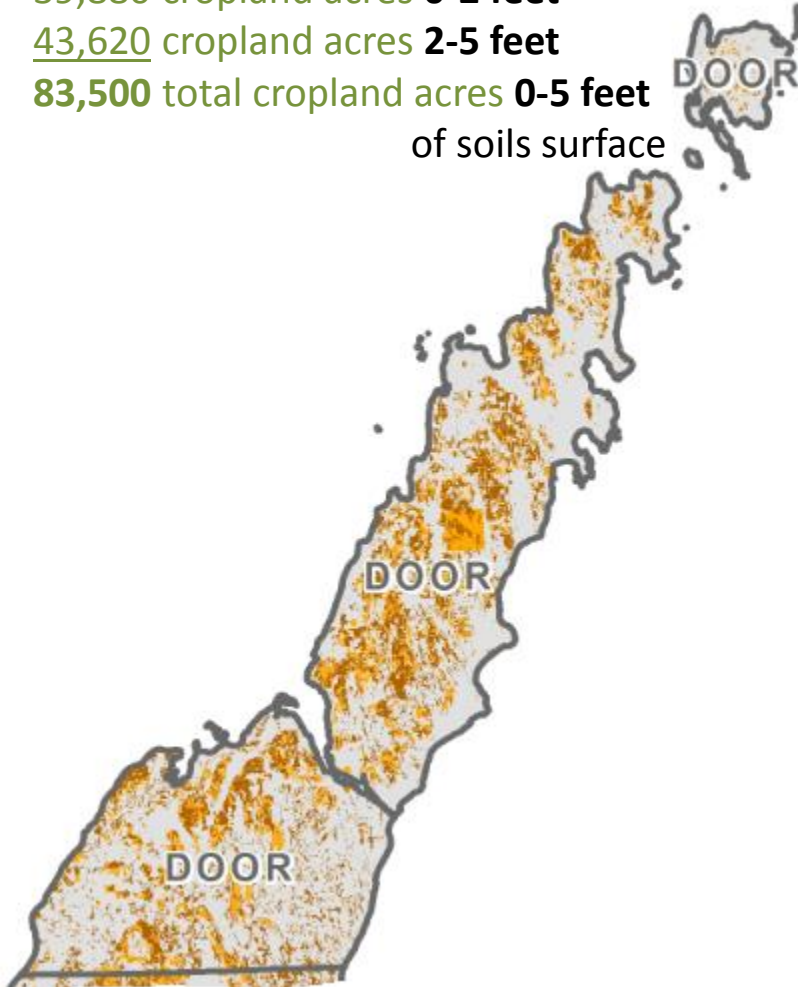 cropland acres feet
43,620 cropland acres 2-5 feet
83,500 total cropland acres 0-5 feet
of soils surface
DOOR
DOOR
DOOR